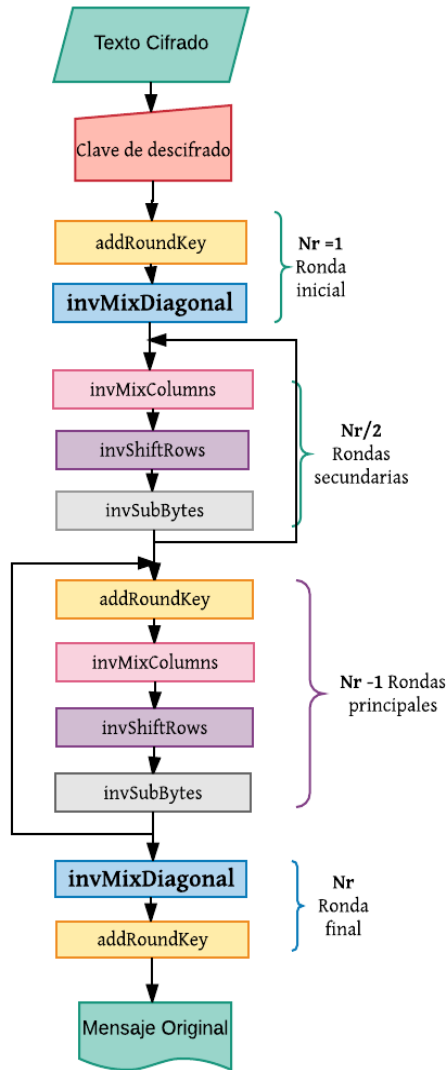 Texto Cifrado
Clave de descifrado
addRoundKey
invMixDiagonal
Nr =1
Ronda
inicial
invMixColumns
invShiftRows
invSubBytes
Nr/2
Rondas
secundarias
addRoundKey
invMixColumns
invShiftRows
invSubBytes
Nr -1 Rondas
principales
invMixDiagonal
addRoundKey
Nr
Ronda
final
Mensaje Original